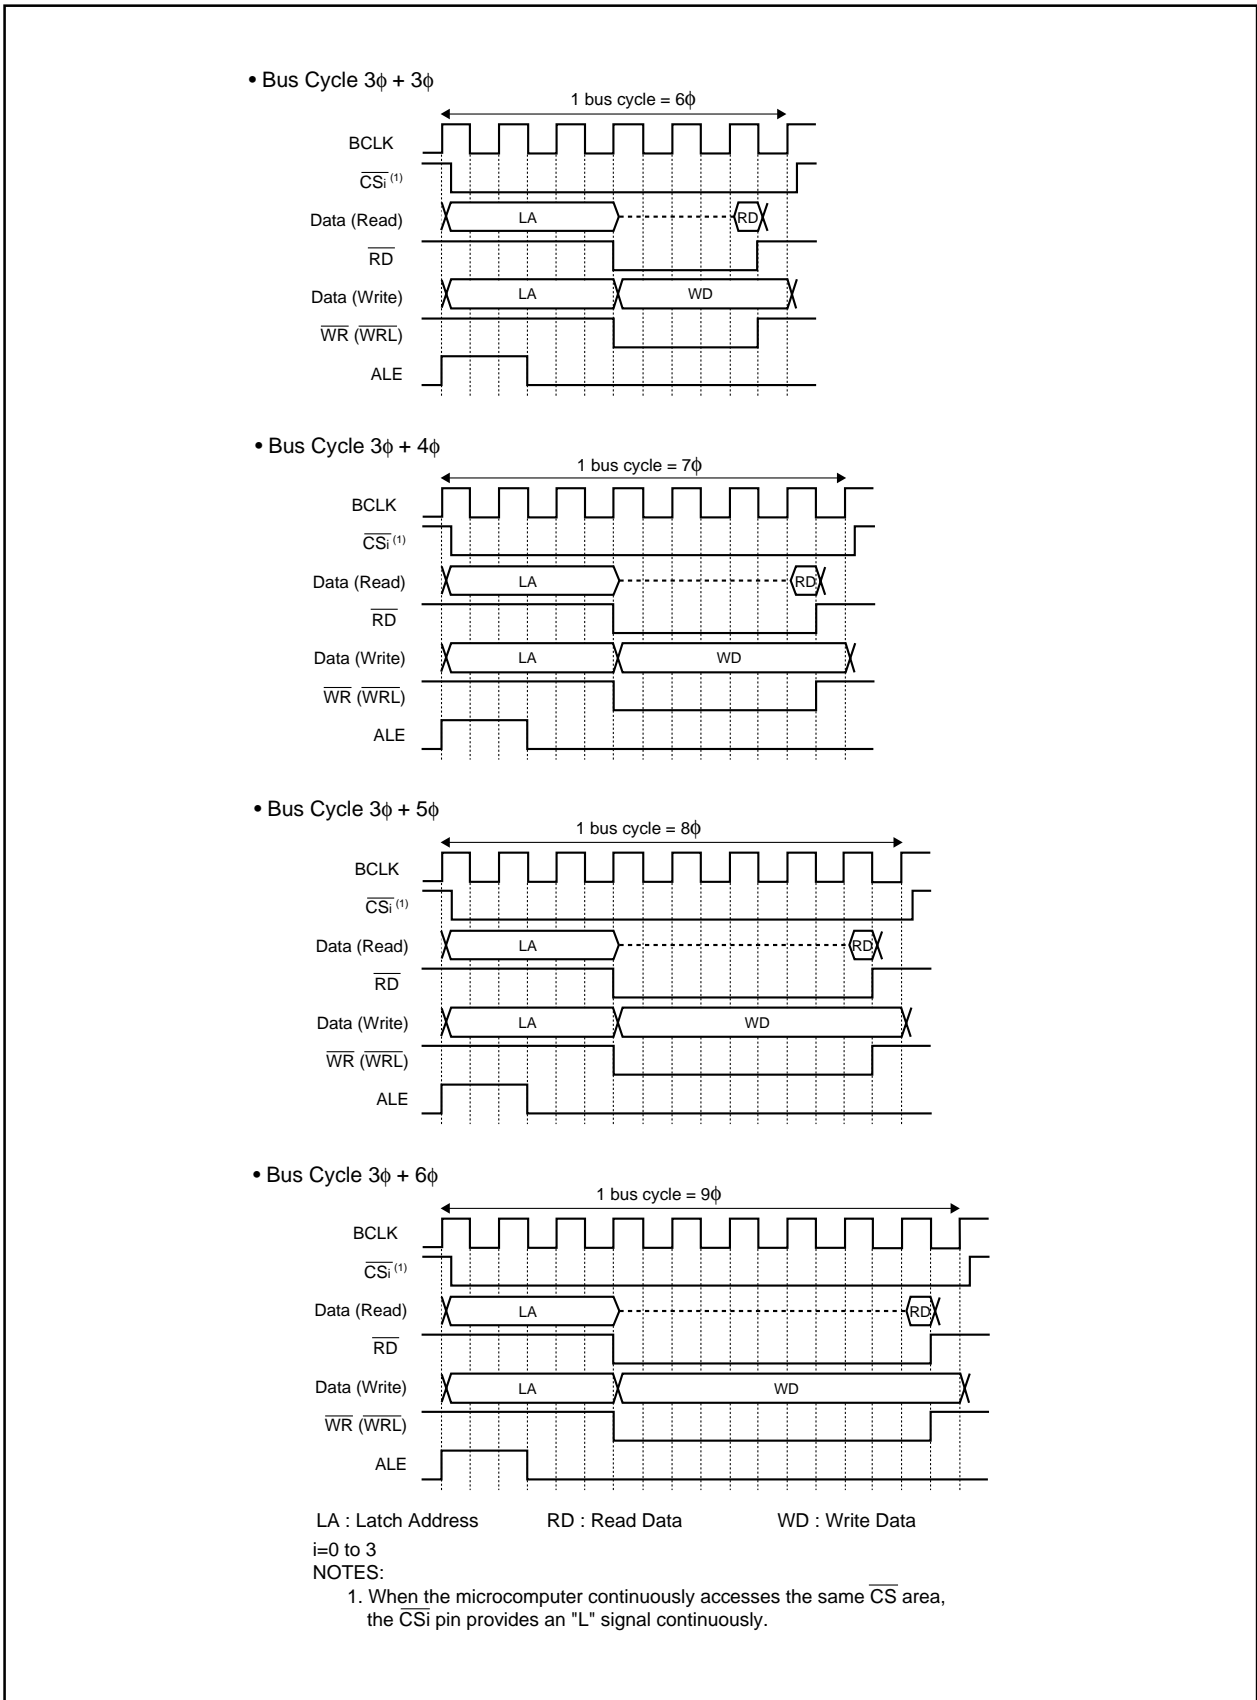 • Bus Cycle 3ϕ + 3ϕ
1 bus cycle = 6ϕ
BCLK
CSi (1)
Data (Read)
LA
RD
RD
Data (Write)
LA
WD
WR (WRL)
ALE
• Bus Cycle 3ϕ + 4ϕ
1 bus cycle = 7ϕ
BCLK
CSi (1)
Data (Read)
LA
RD
RD
Data (Write)
LA
WD
WR (WRL)
ALE
• Bus Cycle 3ϕ + 5ϕ
1 bus cycle = 8ϕ
BCLK
CSi (1)
Data (Read)
LA
RD
RD
Data (Write)
LA
WD
WR (WRL)
ALE
• Bus Cycle 3ϕ + 6ϕ
1 bus cycle = 9ϕ
BCLK
CSi (1)
Data (Read)
LA
RD
RD
Data (Write)
LA
WD
WR (WRL)
ALE
LA : Latch Address RD : Read Data WD : Write Data
i=0 to 3
NOTES:
1. When the microcomputer continuously accesses the same CS area,
the CSi pin provides an "L" signal continuously.